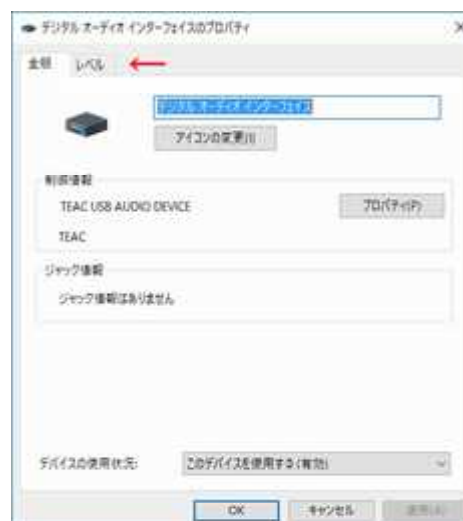 デジタル オーディオ インターフェイスのプロパティ
全般 レベル
デジタル オーディオ インターフェイス
アイコンの変更(I)
制御情報
TEAC USB AUDIO DEVICE
プロパティ(P)
TEAC
ジャック情報
ジャック情報はありません
デバイスの使用状況:
このデバイスを使用する (有効)
OK キャンセル 適用(A)